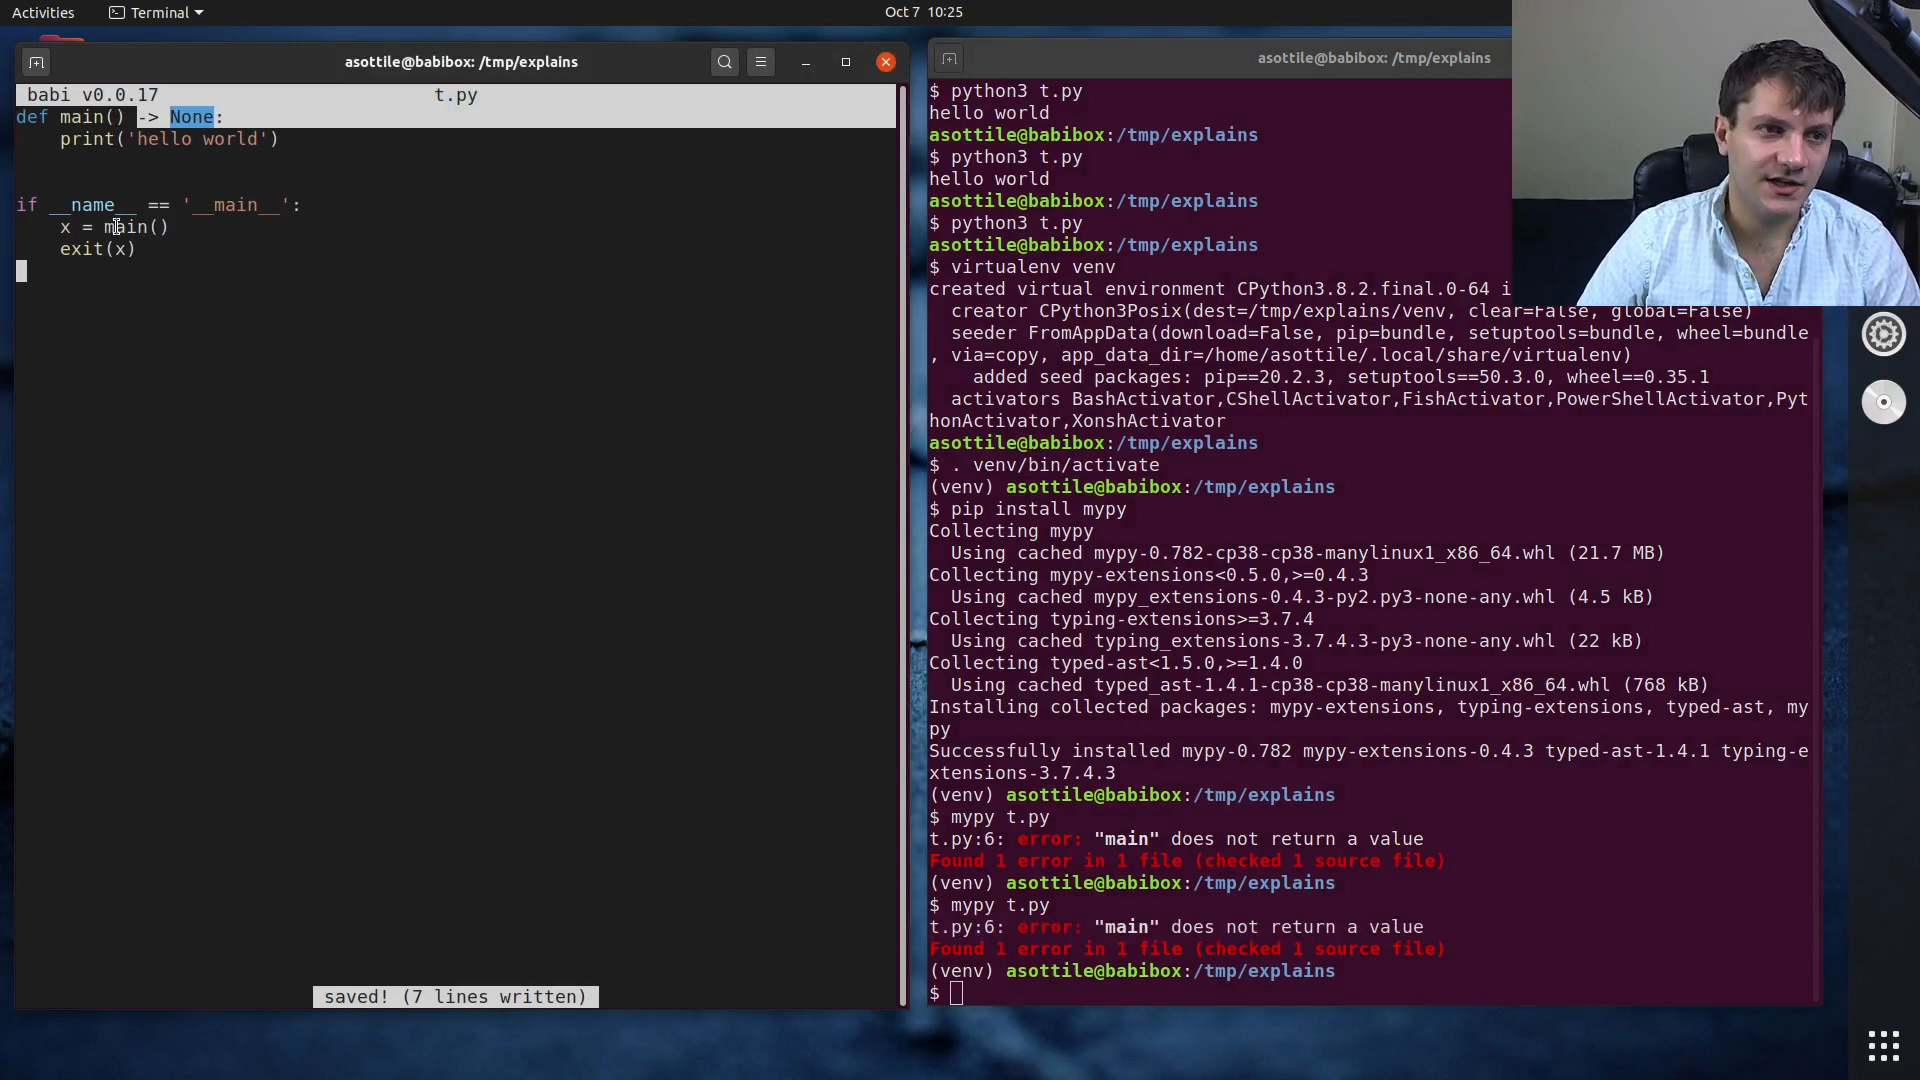 Activities
Terminal
Oct 7 10:25
asottile@babibox: /tmp/explains
babi v0.0.17 t.py
def main() -> None:
    print('hello world')
if __name__ == '__main__':
    x = main()
    exit(x)
saved! (7 lines written)
asottile@babibox: /tmp/explains
$ python3 t.py
hello world
asottile@babibox:/tmp/explains
$ python3 t.py
hello world
asottile@babibox:/tmp/explains
$ python3 t.py
asottile@babibox:/tmp/explains
$ virtualenv venv
created virtual environment CPython3.8.2.final.0-64 i
  creator CPython3Posix(dest=/tmp/explains/venv, clear=False, global=False)
  seeder FromAppData(download=False, pip=bundle, setuptools=bundle, wheel=bundle
, via=copy, app_data_dir=/home/asottile/.local/share/virtualenv)
    added seed packages: pip==20.2.3, setuptools==50.3.0, wheel==0.35.1
  activators BashActivator,CShellActivator,FishActivator,PowerShellActivator,Pyt
honActivator,XonshActivator
asottile@babibox:/tmp/explains
$ . venv/bin/activate
(venv) asottile@babibox:/tmp/explains
$ pip install mypy
Collecting mypy
  Using cached mypy-0.782-cp38-cp38-manylinux1_x86_64.whl (21.7 MB)
Collecting mypy-extensions<0.5.0,>=0.4.3
  Using cached mypy_extensions-0.4.3-py2.py3-none-any.whl (4.5 kB)
Collecting typing-extensions>=3.7.4
  Using cached typing_extensions-3.7.4.3-py3-none-any.whl (22 kB)
Collecting typed-ast<1.5.0,>=1.4.0
  Using cached typed_ast-1.4.1-cp38-cp38-manylinux1_x86_64.whl (768 kB)
Installing collected packages: mypy-extensions, typing-extensions, typed-ast, my
py
Successfully installed mypy-0.782 mypy-extensions-0.4.3 typed-ast-1.4.1 typing-e
xtensions-3.7.4.3
(venv) asottile@babibox:/tmp/explains
$ mypy t.py
t.py:6: error: "main" does not return a value
Found 1 error in 1 file (checked 1 source file)
(venv) asottile@babibox:/tmp/explains
$ mypy t.py
t.py:6: error: "main" does not return a value
Found 1 error in 1 file (checked 1 source file)
(venv) asottile@babibox:/tmp/explains
$